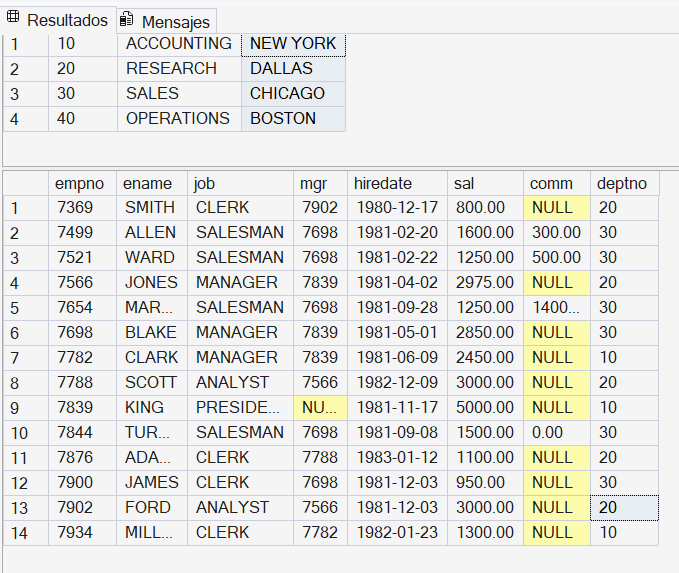 Resultados Mensajes
1 10 ACCOUNTING NEW YORK
2 20 RESEARCH DALLAS
3 30 SALES CHICAGO
4 40 OPERATIONS BOSTON
empno ename job mgr hiredate sal comm deptno
1 7369 SMITH CLERK 7902 1980-12-17 800.00 NULL 20
2 7499 ALLEN SALESMAN 7698 1981-02-20 1600.00 300.00 30
3 7521 WARD SALESMAN 7698 1981-02-22 1250.00 500.00 30
4 7566 JONES MANAGER 7839 1981-04-02 2975.00 NULL 20
5 7654 MAR... SALESMAN 7698 1981-09-28 1250.00 1400... 30
6 7698 BLAKE MANAGER 7839 1981-05-01 2850.00 NULL 30
7 7782 CLARK MANAGER 7839 1981-06-09 2450.00 NULL 10
8 7788 SCOTT ANALYST 7566 1982-12-09 3000.00 NULL 20
9 7839 KING PRESIDE... NU... 1981-11-17 5000.00 NULL 10
10 7844 TUR... SALESMAN 7698 1981-09-08 1500.00 0.00 30
11 7876 ADA... CLERK 7788 1983-01-12 1100.00 NULL 20
12 7900 JAMES CLERK 7698 1981-12-03 950.00 NULL 30
13 7902 FORD ANALYST 7566 1981-12-03 3000.00 NULL 20
14 7934 MILL... CLERK 7782 1982-01-23 1300.00 NULL 10